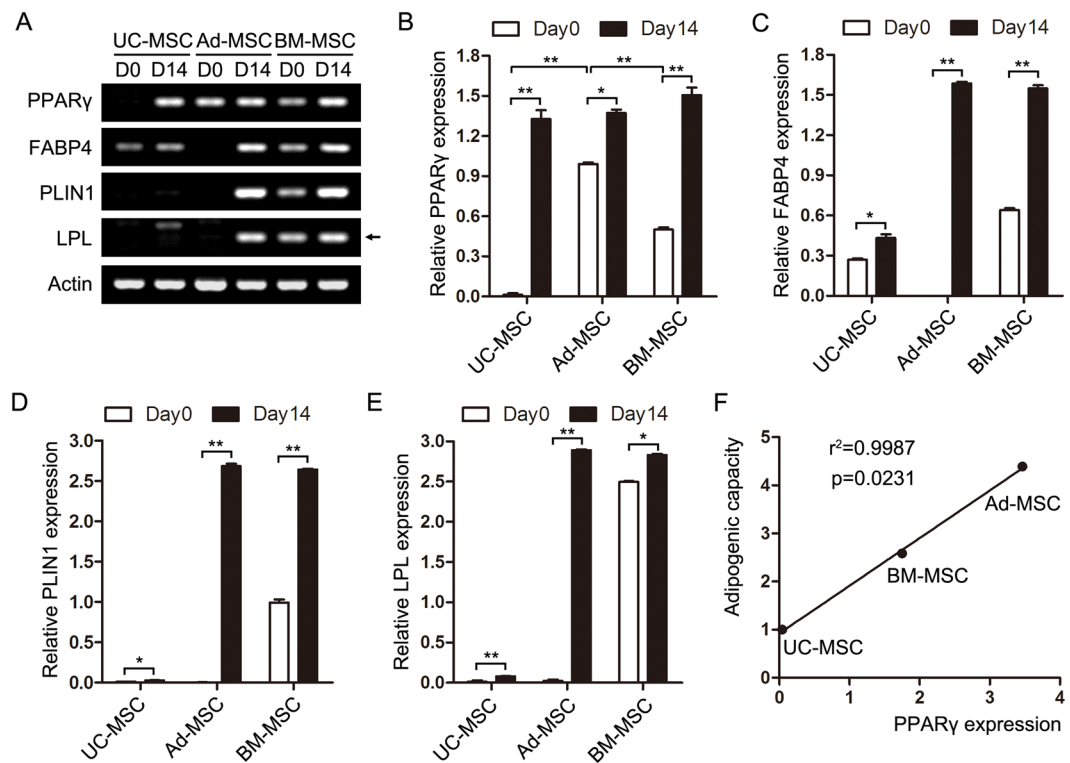 A
UC-MSC Ad-MSC BM-MSC
D0 D14 D0 D14 D0 D14
PPARγ
FABP4
PLIN1
LPL
Actin
B
Day0 Day14
Relative PPARγ expression
1.8
1.5
1.2
0.9
0.6
0.3
0.0
** **
** * **
UC-MSC
Ad-MSC
BM-MSC
C
Day0 Day14
Relative FABP4 expression
1.8
1.5
1.2
0.9
0.6
0.3
0.0
* ** **
UC-MSC
Ad-MSC
BM-MSC
D
Day0 Day14
Relative PLIN1 expression
3.0
2.5
2.0
1.5
1.0
0.5
0.0
* ** **
UC-MSC
Ad-MSC
BM-MSC
E
Day0 Day14
Relative LPL expression
3.0
2.5
2.0
1.5
1.0
0.5
0.0
** ** *
UC-MSC
Ad-MSC
BM-MSC
F
Adipogenic capacity
5
4
3
2
1
0
r²=0.9987
p=0.0231
Ad-MSC
BM-MSC
UC-MSC
0 1 2 3 4
PPARγ expression